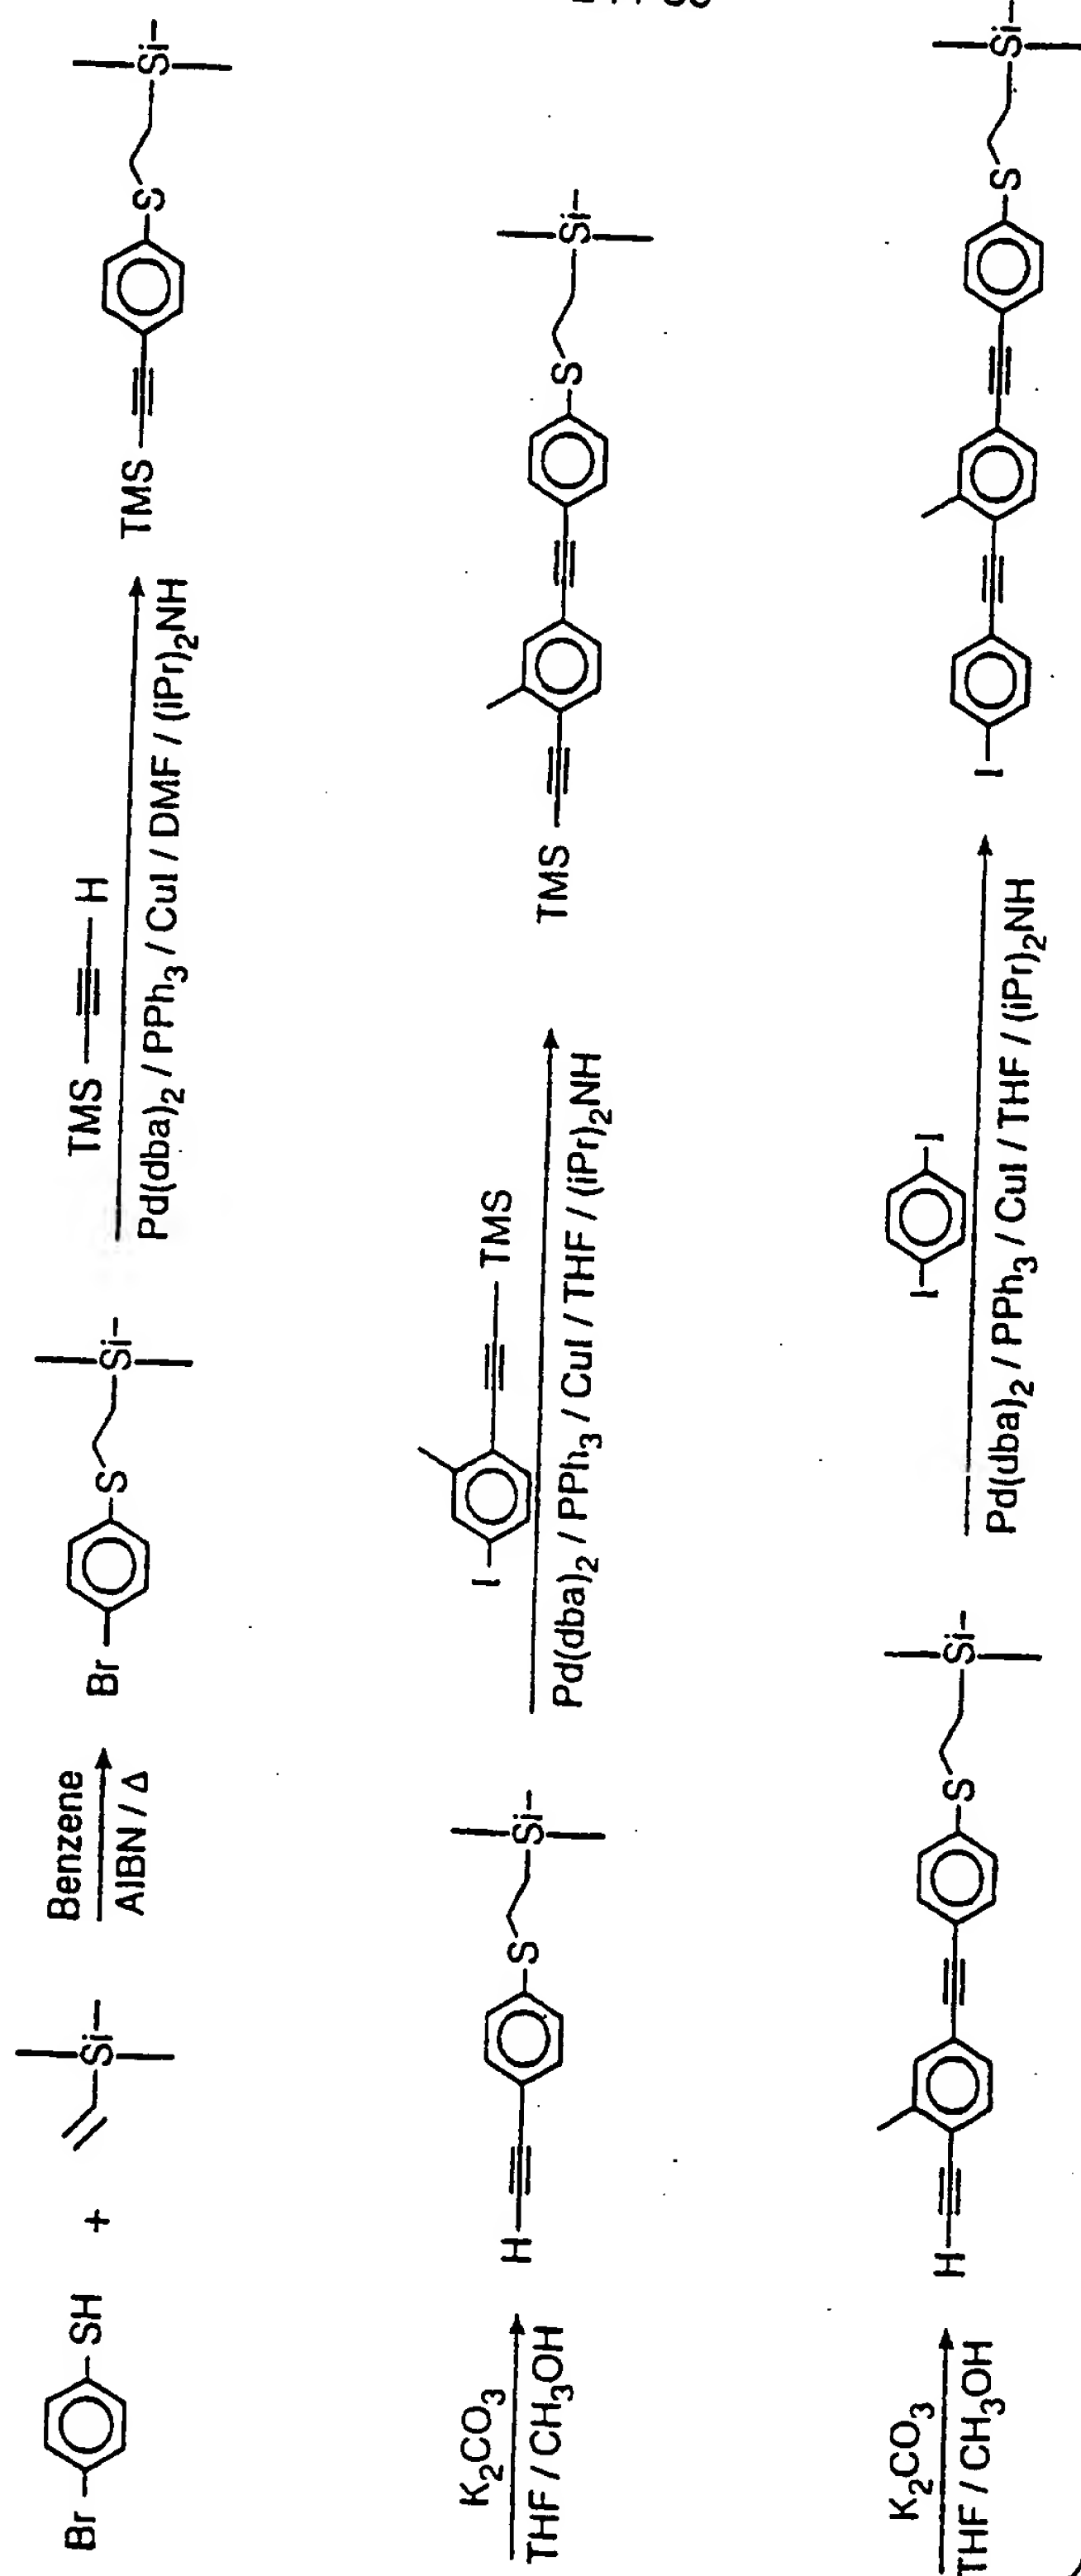 Br
SH
+
Si
Benzene
AIBN / Δ
Br
S
Si
TMS
H
Pd(dba)₂ / PPh₃ / CuI / DMF / (iPr)₂NH
TMS
S
Si
K₂CO₃
THF / CH₃OH
H
S
Si
I
TMS
Pd(dba)₂ / PPh₃ / CuI / THF / (iPr)₂NH
TMS
S
Si
K₂CO₃
THF / CH₃OH
H
S
Si
I
I
Pd(dba)₂ / PPh₃ / CuI / THF / (iPr)₂NH
I
S
Si